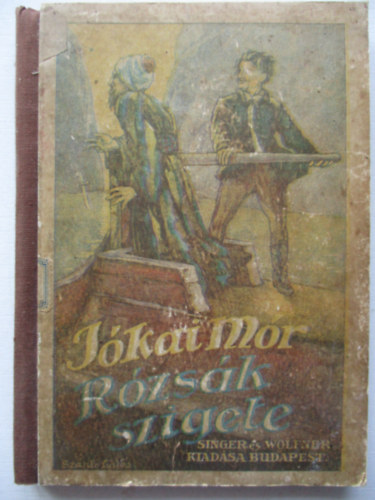 Jókai Mór
Rózsák
szigete
SINGER & WOLFNER
KIADÁSA BUDAPEST.